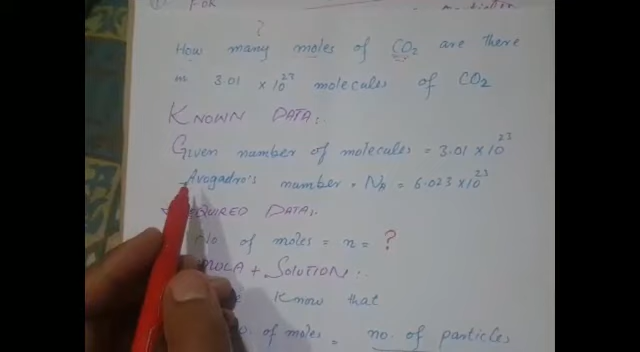 ?
How many moles of CO2 are there
in 3.01 × 10^23 molecules of CO2
KNOWN DATA:
Given number of molecules = 3.01 × 10^23
Avogadro's number = NA = 6.023 × 10^23
REQUIRED DATA:
No of moles = n = ?
+ SOLUTION:
Know that
of moles = no. of particles